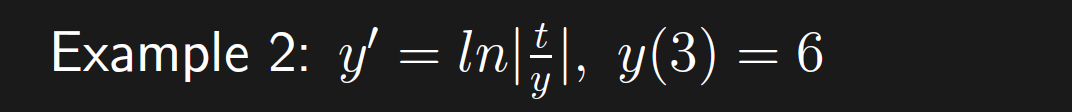 Example 2: y′ = ln|t/y|, y(3) = 6